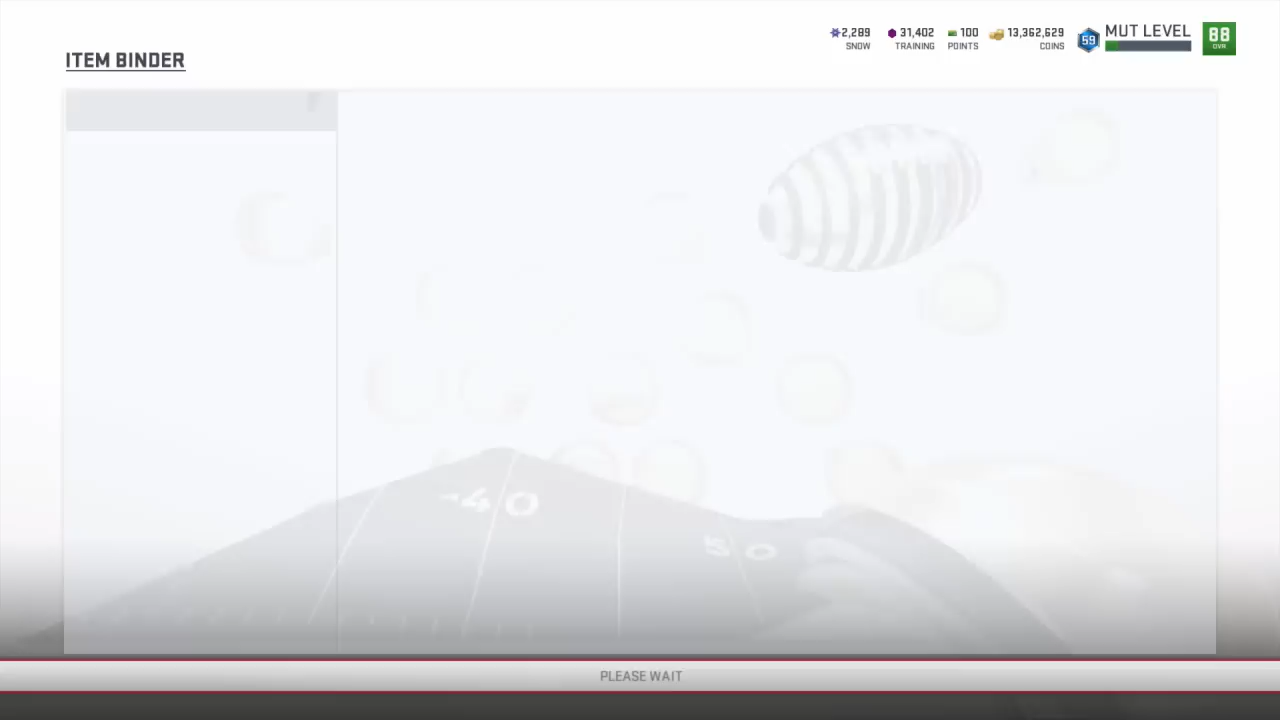 2,289 31,402 100 13,362,629 59 MUT LEVEL 88
SNOW TRAINING POINTS COINS OVR
ITEM BINDER
-40
50
PLEASE WAIT